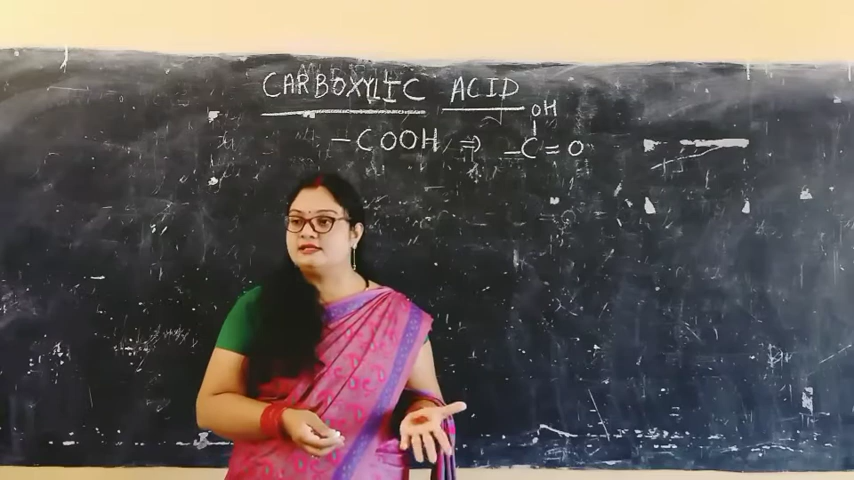 CARBOXYLIC ACID
OH
-COOH ⇒ -C=O